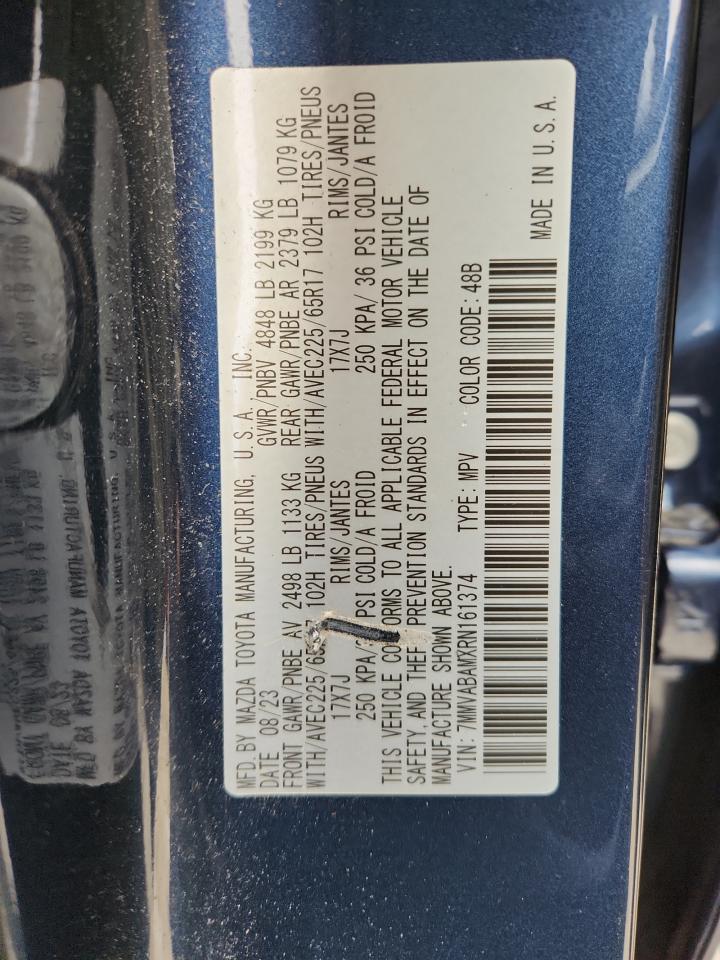 MFD. BY MAZDA TOYOTA MANUFACTURING, U.S.A, INC.
DATE 08/23 GVWR/PNBV 4848 LB 2199 KG
FRONT GAWR/PNBE AV 2498 LB 1133 KG REAR GAWR/PNBE AR 2379 LB 1079 KG
WITH/AVEC225/ 102H TIRES/PNEUS WITH/AVEC225/65R17 102H TIRES/PNEUS
17X7J RIMS/JANTES 17X7J RIMS/JANTES
250 KPA/ PSI COLD/A FROID 250 KPA/ 36 PSI COLD/A FROID
THIS VEHICLE CONFORMS TO ALL APPLICABLE FEDERAL MOTOR VEHICLE
SAFETY, AND THEFT PREVENTION STANDARDS IN EFFECT ON THE DATE OF
MANUFACTURE SHOWN ABOVE.
VIN: 7MMVABAMXRN161374 TYPE: MPV COLOR CODE: 48B
MADE IN U.S.A.